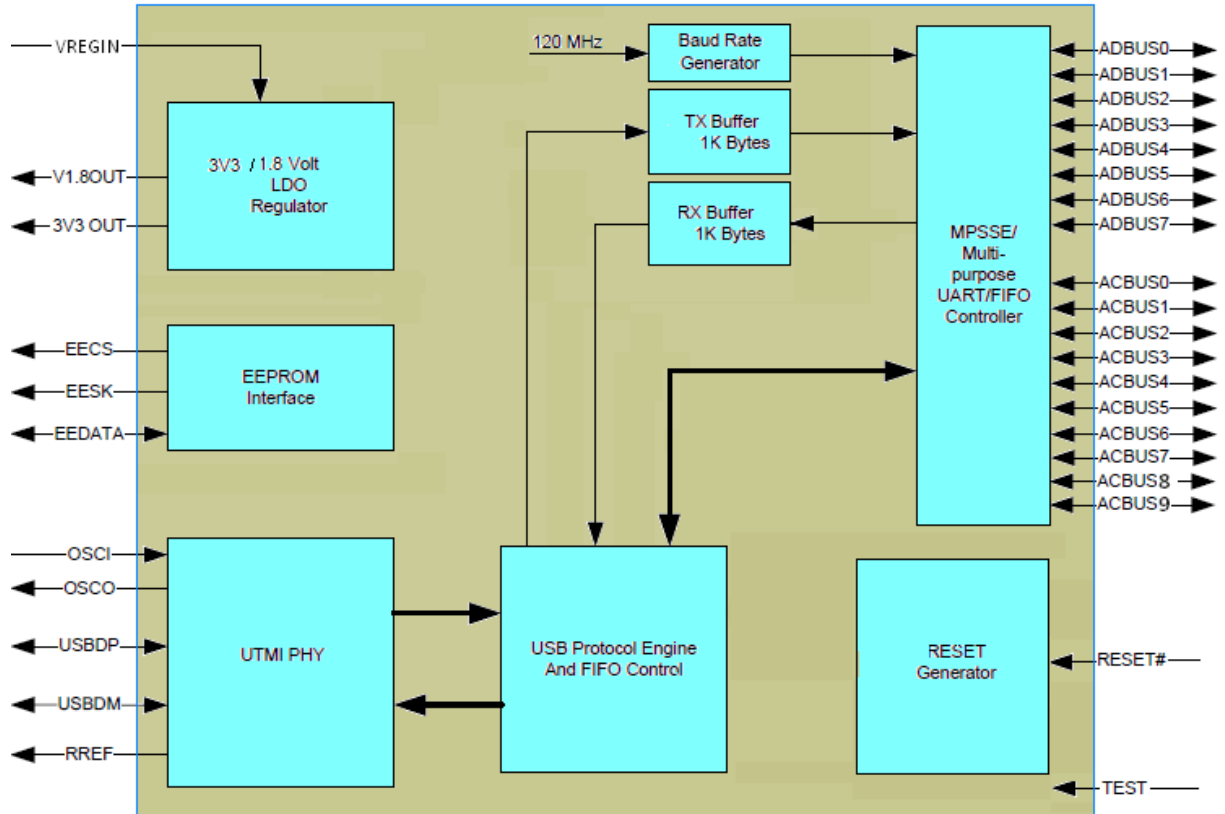 VREGIN
3V3 / 1.8 Volt
LDO
Regulator
V1.8OUT
3V3 OUT
EECS
EESK
EEDATA
EEPROM
Interface
OSCI
OSCO
USBDP
USBDM
RREF
UTMI PHY
120 MHz
Baud Rate
Generator
TX Buffer
1K Bytes
RX Buffer
1K Bytes
USB Protocol Engine
And FIFO Control
MPSSE/
Multi-
purpose
UART/FIFO
Controller
RESET
Generator
ADBUS0
ADBUS1
ADBUS2
ADBUS3
ADBUS4
ADBUS5
ADBUS6
ADBUS7
ACBUS0
ACBUS1
ACBUS2
ACBUS3
ACBUS4
ACBUS5
ACBUS6
ACBUS7
ACBUS8
ACBUS9
RESET#
TEST